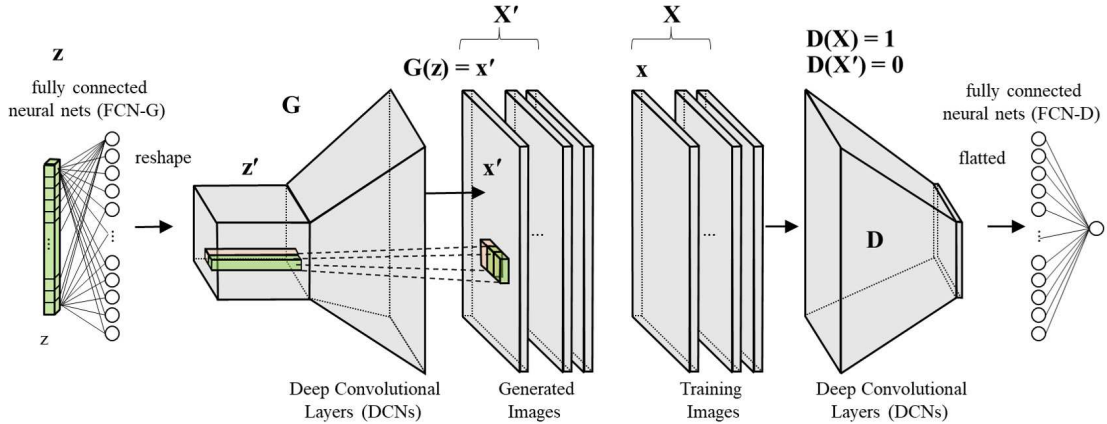 z
fully connected
neural nets (FCN-G)
reshape
...
z
G
z′
Deep Convolutional
Layers (DCNs)
X′
G(z) = x′
x′
...
Generated
Images
X
x
...
Training
Images
D(X) = 1
D(X′) = 0
D
Deep Convolutional
Layers (DCNs)
fully connected
neural nets (FCN-D)
flatted
...